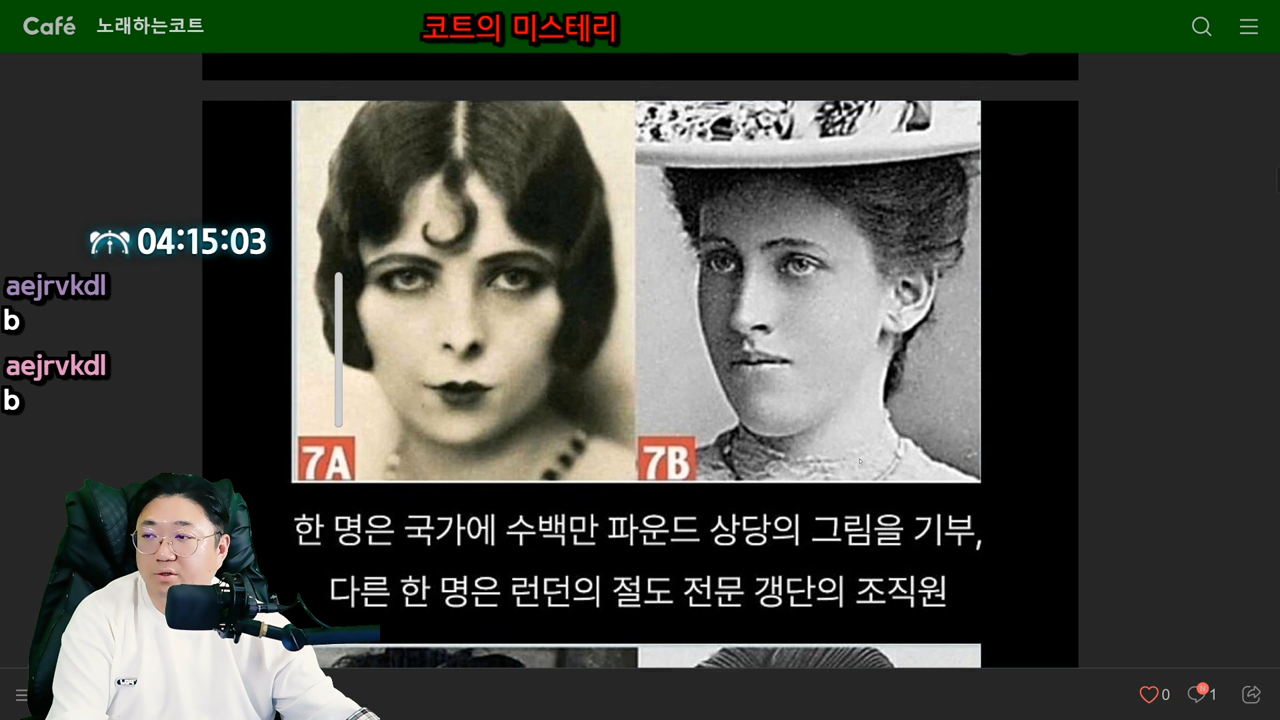 Café 노래하는코트
코트의 미스테리
04:15:03
aejrvkdl
b
aejrvkdl
b
7A
7B
한 명은 국가에 수백만 파운드 상당의 그림을 기부,
다른 한 명은 런던의 절도 전문 갱단의 조직원
0
1